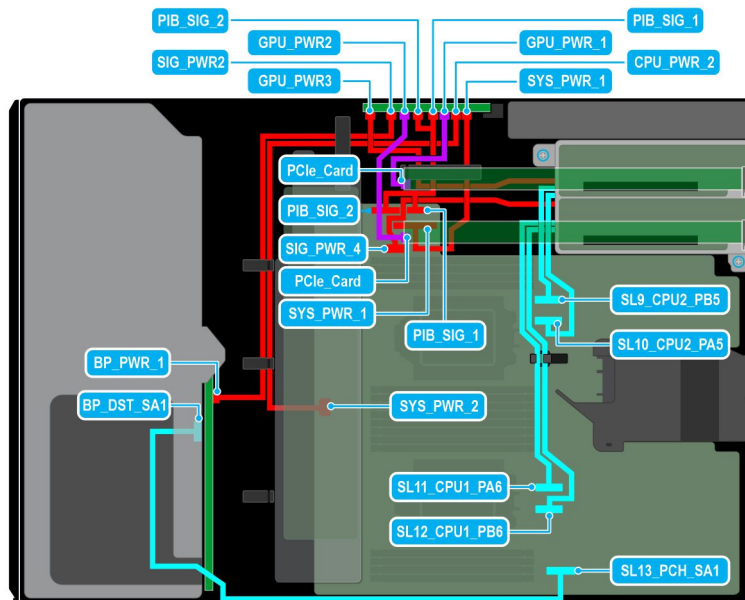 PIB_SIG_2
PIB_SIG_1
GPU_PWR2
GPU_PWR_1
SIG_PWR2
CPU_PWR_2
GPU_PWR3
SYS_PWR_1
PCIe_Card
PIB_SIG_2
SIG_PWR_4
PCIe_Card
SYS_PWR_1
PIB_SIG_1
SL9_CPU2_PB5
SL10_CPU2_PA5
BP_PWR_1
BP_DST_SA1
SYS_PWR_2
SL11_CPU1_PA6
SL12_CPU1_PB6
SL13_PCH_SA1